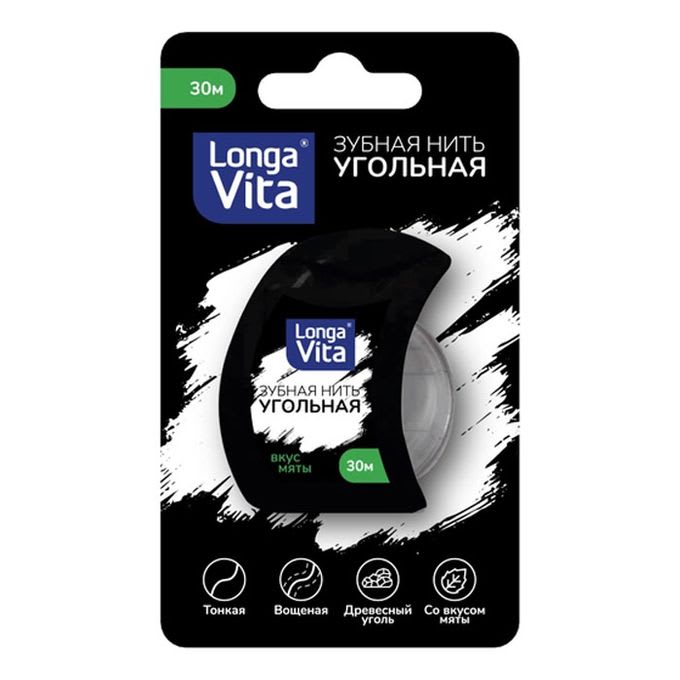 30м
Longa®
Vita
ЗУБНАЯ НИТЬ
УГОЛЬНАЯ
Longa®
Vita
ЗУБНАЯ НИТЬ
УГОЛЬНАЯ
вкус
мяты
30м
Тонкая
Вощеная
Древесный
уголь
Со вкусом
мяты